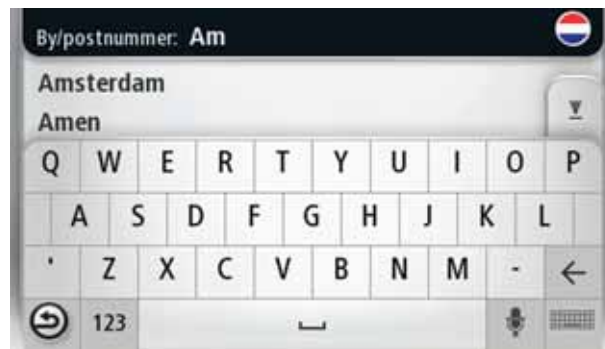 By/postnummer: Am
Amsterdam
Amen
Q W E R T Y U I O P
A S D F G H J K L
' Z X C V B N M -
123